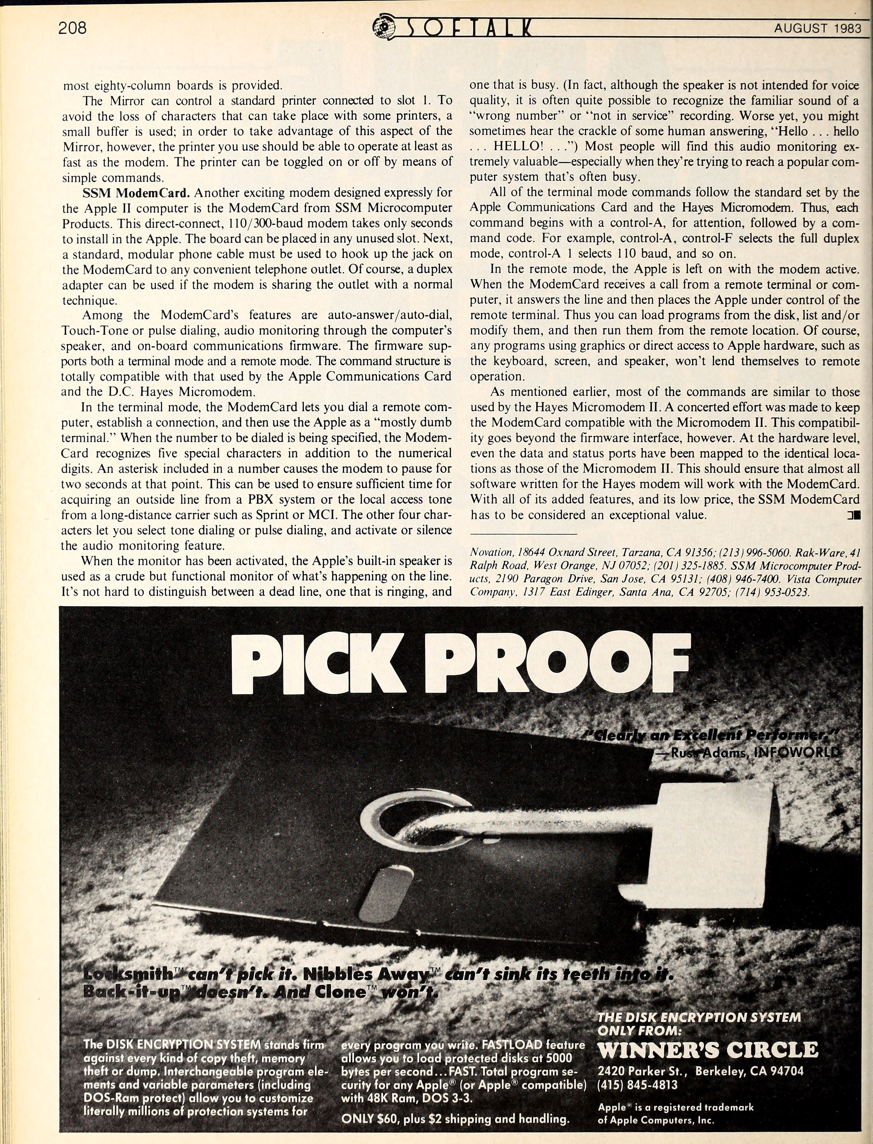 208
SOFTALK
AUGUST 1983
most eighty-column boards is provided.
The Mirror can control a standard printer connected to slot 1. To
avoid the loss of characters that can take place with some printers, a
small buffer is used; in order to take advantage of this aspect of the
Mirror, however, the printer you use should be able to operate at least as
fast as the modem. The printer can be toggled on or off by means of
simple commands.
SSM ModemCard. Another exciting modem designed expressly for
the Apple II computer is the ModemCard from SSM Microcomputer
Products. This direct-connect, 110/300-baud modem takes only seconds
to install in the Apple. The board can be placed in any unused slot. Next,
a standard, modular phone cable must be used to hook up the jack on
the ModemCard to any convenient telephone outlet. Of course, a duplex
adapter can be used if the modem is sharing the outlet with a normal
technique.
Among the ModemCard's features are auto-answer/auto-dial,
Touch-Tone or pulse dialing, audio monitoring through the computer's
speaker, and on-board communications firmware. The firmware sup-
ports both a terminal mode and a remote mode. The command structure is
totally compatible with that used by the Apple Communications Card
and the D.C. Hayes Micromodem.
In the terminal mode, the ModemCard lets you dial a remote com-
puter, establish a connection, and then use the Apple as a "mostly dumb
terminal." When the number to be dialed is being specified, the Modem-
Card recognizes five special characters in addition to the numerical
digits. An asterisk included in a number causes the modem to pause for
two seconds at that point. This can be used to ensure sufficient time for
acquiring an outside line from a PBX system or the local access tone
from a long-distance carrier such as Sprint or MCI. The other four char-
acters let you select tone dialing or pulse dialing, and activate or silence
the audio monitoring feature.
When the monitor has been activated, the Apple's built-in speaker is
used as a crude but functional monitor of what's happening on the line.
It's not hard to distinguish between a dead line, one that is ringing, and
one that is busy. (In fact, although the speaker is not intended for voice
quality, it is often quite possible to recognize the familiar sound of a
"wrong number" or "not in service" recording. Worse yet, you might
sometimes hear the crackle of some human answering, "Hello . . . hello
. . . HELLO! . . .") Most people will find this audio monitoring ex-
tremely valuable—especially when they're trying to reach a popular com-
puter system that's often busy.
All of the terminal mode commands follow the standard set by the
Apple Communications Card and the Hayes Micromodem. Thus, each
command begins with a control-A, for attention, followed by a com-
mand code. For example, control-A, control-F selects the full duplex
mode, control-A 1 selects 110 baud, and so on.
In the remote mode, the Apple is left on with the modem active.
When the ModemCard receives a call from a remote terminal or com-
puter, it answers the line and then places the Apple under control of the
remote terminal. Thus you can load programs from the disk, list and/or
modify them, and then run them from the remote location. Of course,
any programs using graphics or direct access to Apple hardware, such as
the keyboard, screen, and speaker, won't lend themselves to remote
operation.
As mentioned earlier, most of the commands are similar to those
used by the Hayes Micromodem II. A concerted effort was made to keep
the ModemCard compatible with the Micromodem II. This compatibil-
ity goes beyond the firmware interface, however. At the hardware level,
even the data and status ports have been mapped to the identical loca-
tions as those of the Micromodem II. This should ensure that almost all
software written for the Hayes modem will work with the ModemCard.
With all of its added features, and its low price, the SSM ModemCard
has to be considered an exceptional value.
Novation, 18644 Oxnard Street, Tarzana, CA 91356; (213) 996-5060. Rak-Ware, 41
Ralph Road, West Orange, NJ 07052; (201) 325-1885. SSM Microcomputer Prod-
ucts, 2190 Paragon Drive, San Jose, CA 95131; (408) 946-7400. Vista Computer
Company, 1317 East Edinger, Santa Ana, CA 92705; (714) 953-0523.
PICK PROOF
"Clearly an Excellent Performer."
—Russ Adams, INFOWORLD
Locksmith™ can't pick it. Nibbles Away™ can't sink its teeth into it.
Back-it-up™ doesn't. And Clone™ won't.
The DISK ENCRYPTION SYSTEM stands firm
against every kind of copy theft, memory
theft or dump. Interchangeable program ele-
ments and variable parameters (including
DOS-Ram protect) allow you to customize
literally millions of protection systems for
every program you write. FASTLOAD feature
allows you to load protected disks at 5000
bytes per second...FAST. Total program se-
curity for any Apple® (or Apple® compatible)
with 48K Ram, DOS 3-3.
ONLY $60, plus $2 shipping and handling.
THE DISK ENCRYPTION SYSTEM
ONLY FROM:
WINNER'S CIRCLE
2420 Parker St., Berkeley, CA 94704
(415) 845-4813
Apple® is a registered trademark
of Apple Computers, Inc.